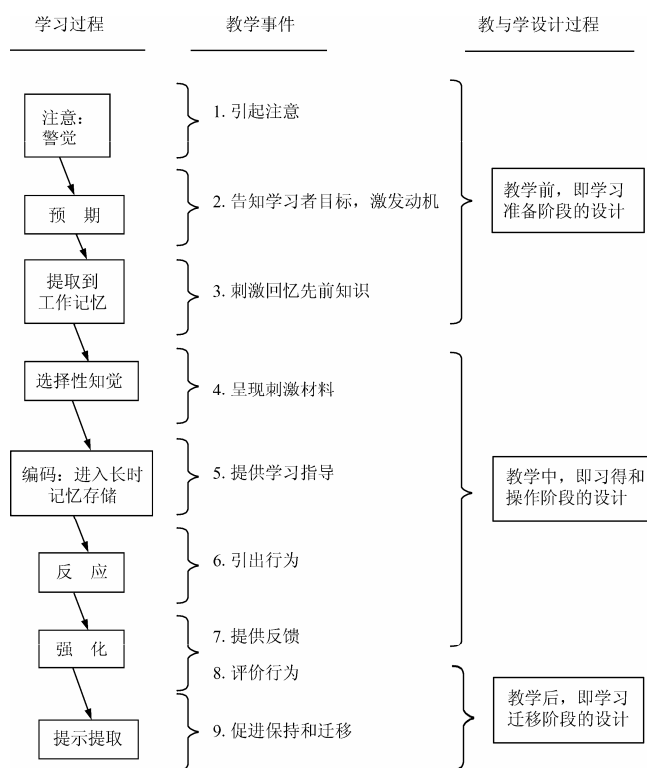 学习过程
教学事件
教与学设计过程
注意：
警觉
1. 引起注意
预　期
2. 告知学习者目标，激发动机
教学前，即学习
准备阶段的设计
提取到
工作记忆
3. 刺激回忆先前知识
选择性知觉
4. 呈现刺激材料
编码：进入长时
记忆存储
5. 提供学习指导
教学中，即习得和
操作阶段的设计
反　应
6. 引出行为
强　化
7. 提供反馈
8. 评价行为
提示提取
9. 促进保持和迁移
教学后，即学习
迁移阶段的设计